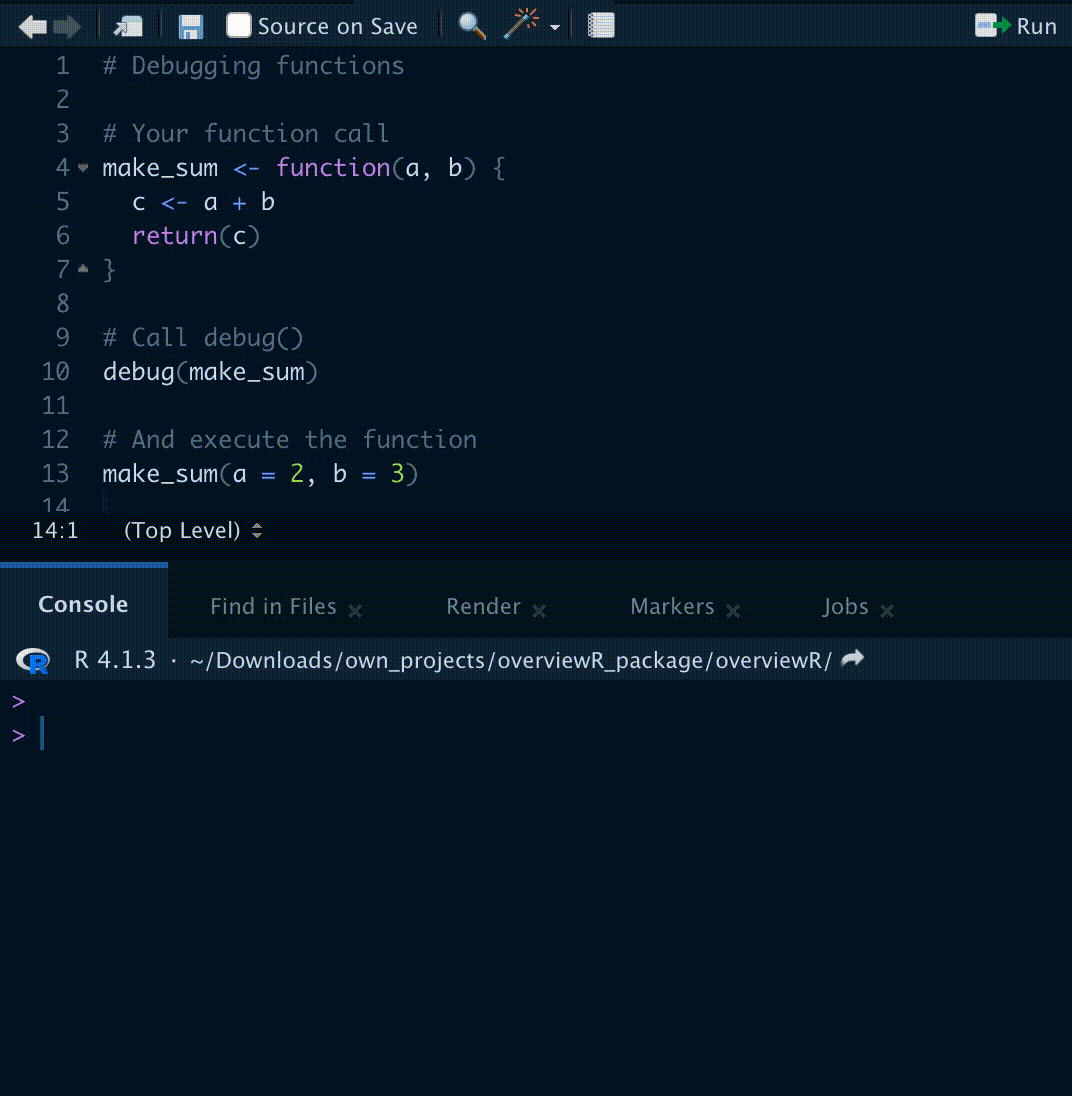 Source on Save Run
1 # Debugging functions
2
3 # Your function call
4 make_sum <- function(a, b) {
5   c <- a + b
6   return(c)
7 }
8
9 # Call debug()
10 debug(make_sum)
11
12 # And execute the function
13 make_sum(a = 2, b = 3)
14
14:1 (Top Level)
Console Find in Files Render Markers Jobs
R R 4.1.3 · ~/Downloads/own_projects/overviewR_package/overviewR/
>
>